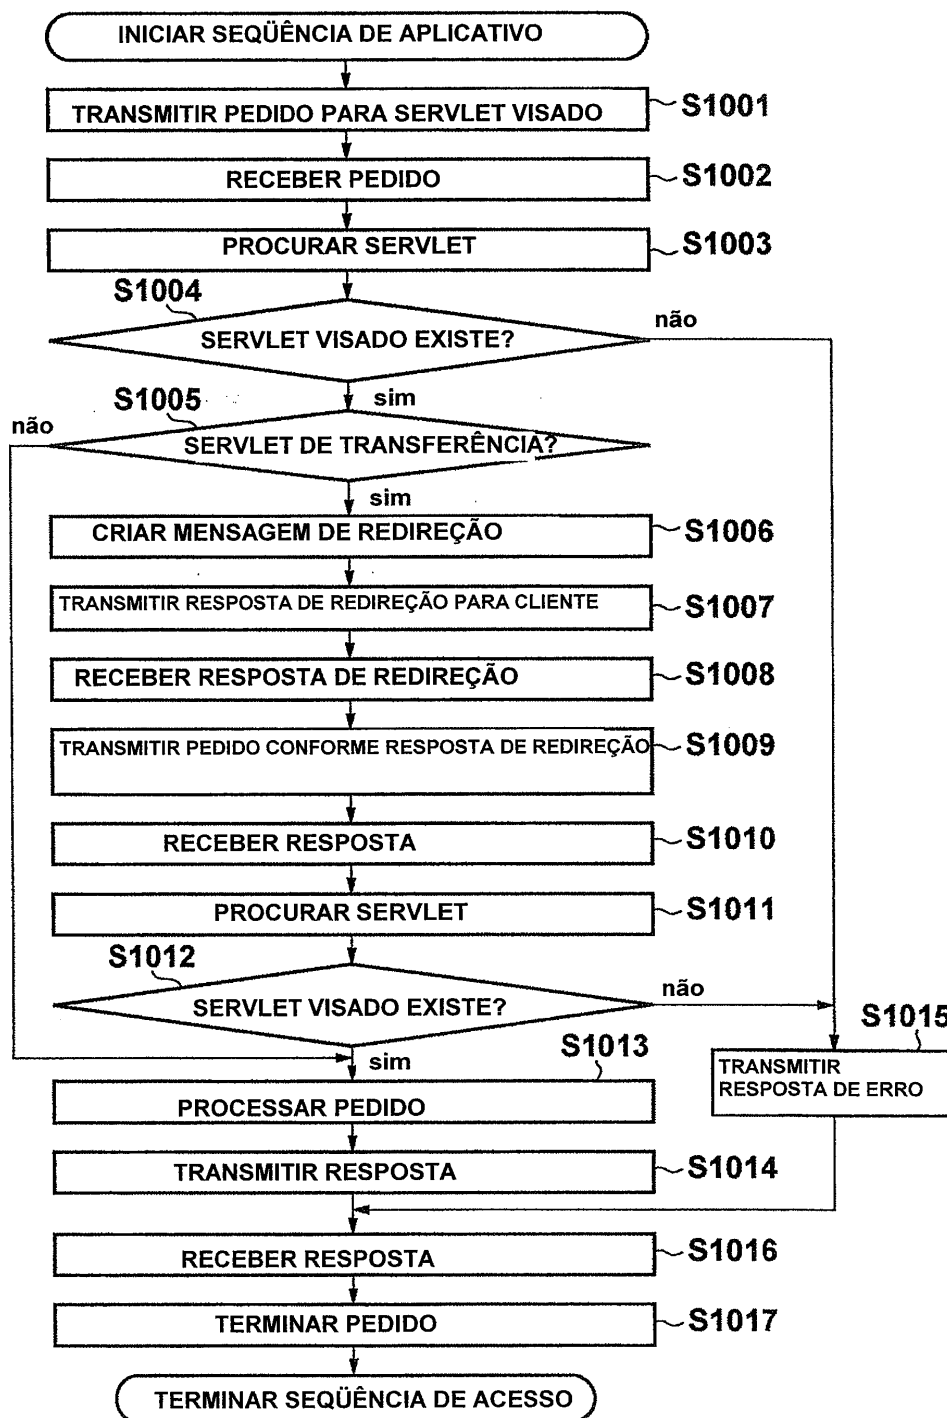 INICIAR SEQÜÊNCIA DE APLICATIVO
TRANSMITIR PEDIDO PARA SERVLET VISADO
S1001
RECEBER PEDIDO
S1002
PROCURAR SERVLET
S1003
S1004
SERVLET VISADO EXISTE?
não
sim
S1005
não
SERVLET DE TRANSFERÊNCIA?
sim
CRIAR MENSAGEM DE REDIREÇÃO
S1006
TRANSMITIR RESPOSTA DE REDIREÇÃO PARA CLIENTE
S1007
RECEBER RESPOSTA DE REDIREÇÃO
S1008
TRANSMITIR PEDIDO CONFORME RESPOSTA DE REDIREÇÃO
S1009
RECEBER RESPOSTA
S1010
PROCURAR SERVLET
S1011
S1012
SERVLET VISADO EXISTE?
não
sim
S1013
PROCESSAR PEDIDO
S1015
TRANSMITIR
RESPOSTA DE ERRO
TRANSMITIR RESPOSTA
S1014
RECEBER RESPOSTA
S1016
TERMINAR PEDIDO
S1017
TERMINAR SEQÜÊNCIA DE ACESSO